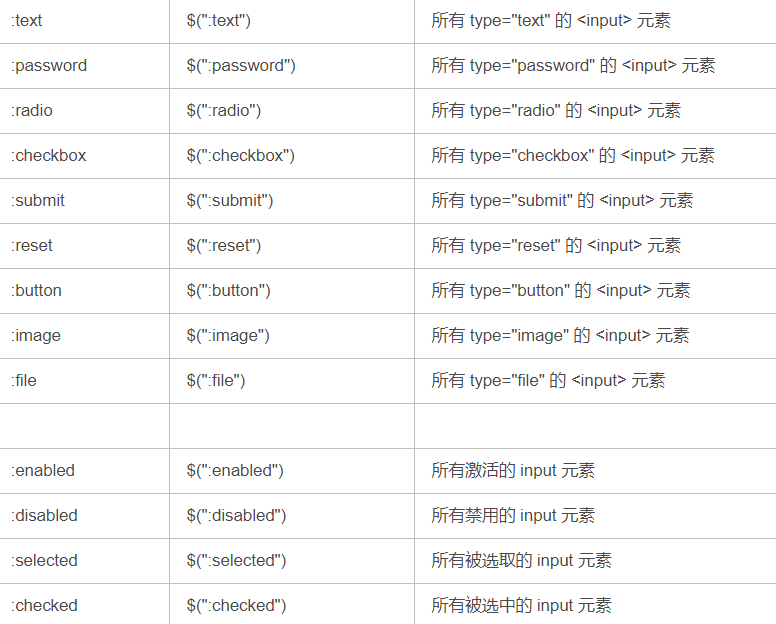 :text $(":text") 所有 type="text" 的 <input> 元素
:password $(":password") 所有 type="password" 的 <input> 元素
:radio $(":radio") 所有 type="radio" 的 <input> 元素
:checkbox $(":checkbox") 所有 type="checkbox" 的 <input> 元素
:submit $(":submit") 所有 type="submit" 的 <input> 元素
:reset $(":reset") 所有 type="reset" 的 <input> 元素
:button $(":button") 所有 type="button" 的 <input> 元素
:image $(":image") 所有 type="image" 的 <input> 元素
:file $(":file") 所有 type="file" 的 <input> 元素
:enabled $(":enabled") 所有激活的 input 元素
:disabled $(":disabled") 所有禁用的 input 元素
:selected $(":selected") 所有被选取的 input 元素
:checked $(":checked") 所有被选中的 input 元素